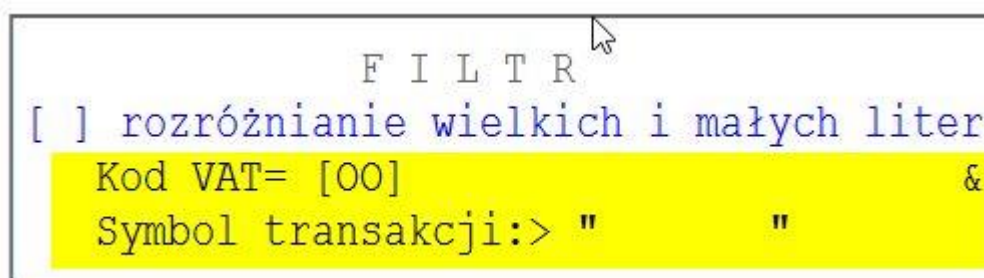 F I L T R
[ ] rozróżnianie wielkich i małych liter
Kod VAT= [OO] &
Symbol transakcji:> "        "